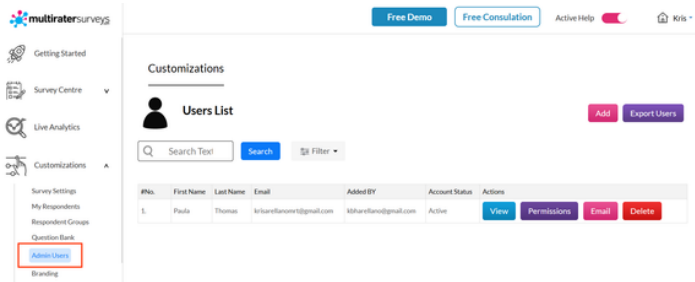 multiratersurveys
Free Demo
Free Consulation
Active Help
Kris
Getting Started
Survey Centre
Live Analytics
Customizations
Survey Settings
My Respondents
Respondent Groups
Question Bank
Admin Users
Branding
Customizations
Users List
Add
Export Users
Search Text
Search
Filter
#No. First Name Last Name Email Added BY Account Status Actions
1. Paula Thomas krisarellanomrt@gmail.com kbharellano@gmail.com Active View Permissions Email Delete